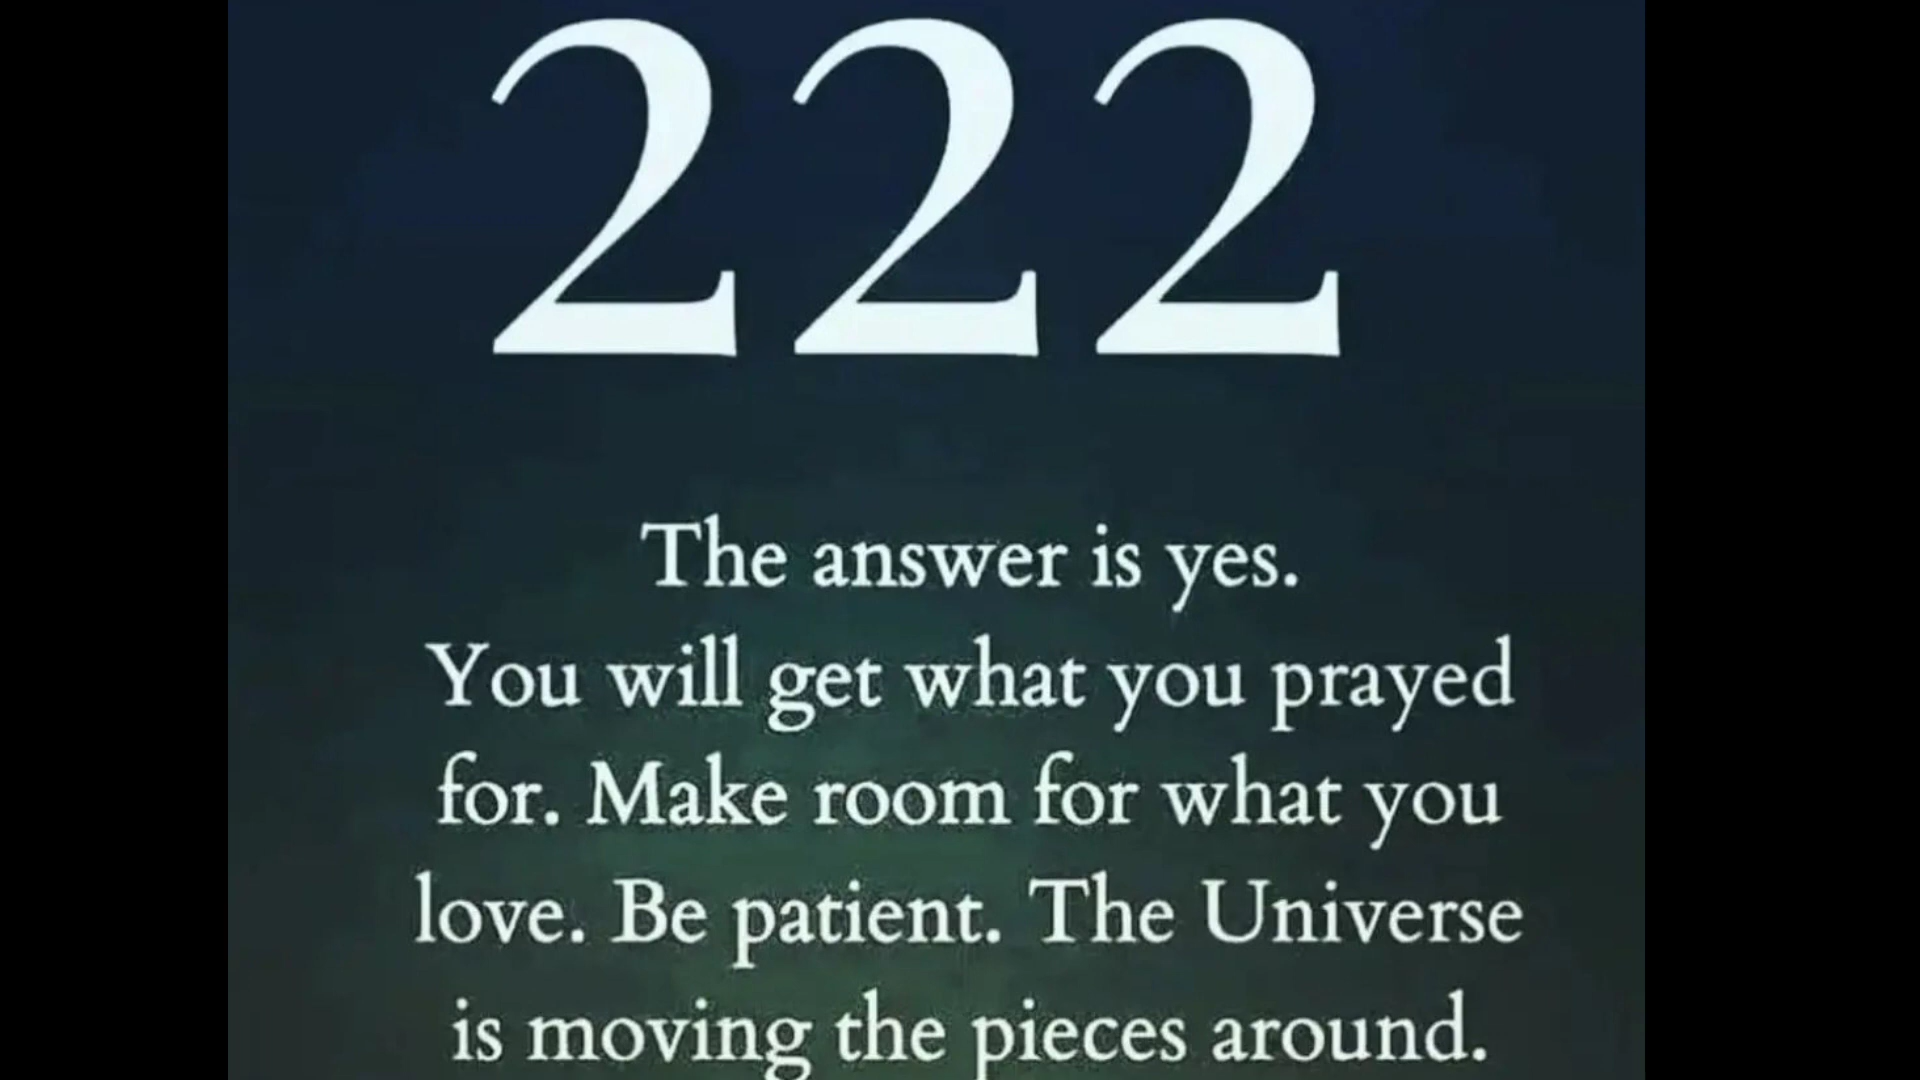 222
The answer is yes.
You will get what you prayed
for. Make room for what you
love. Be patient. The Universe
is moving the pieces around.